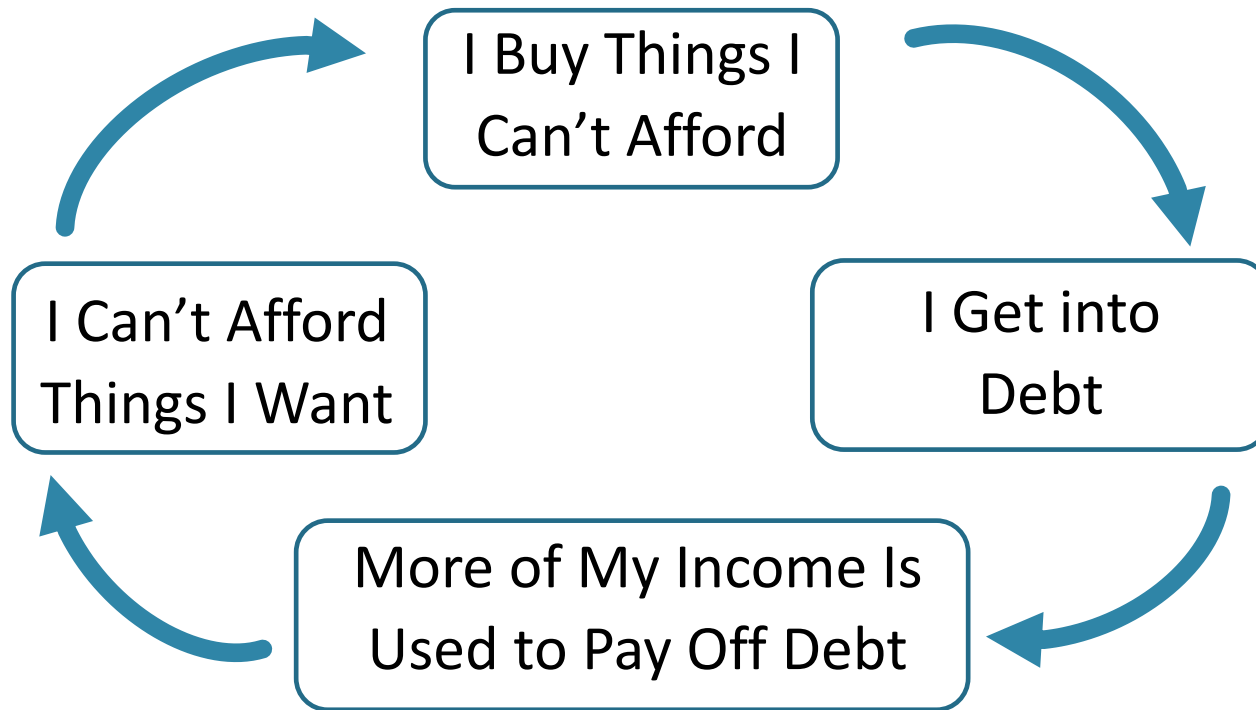 I Buy Things I
Can’t Afford
I Get into
Debt
More of My Income Is
Used to Pay Off Debt
I Can’t Afford
Things I Want